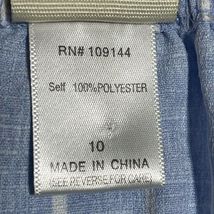 RN# 109144
Self 100%POLYESTER
10
MADE IN CHINA
(SEE REVERSE FOR CARE)